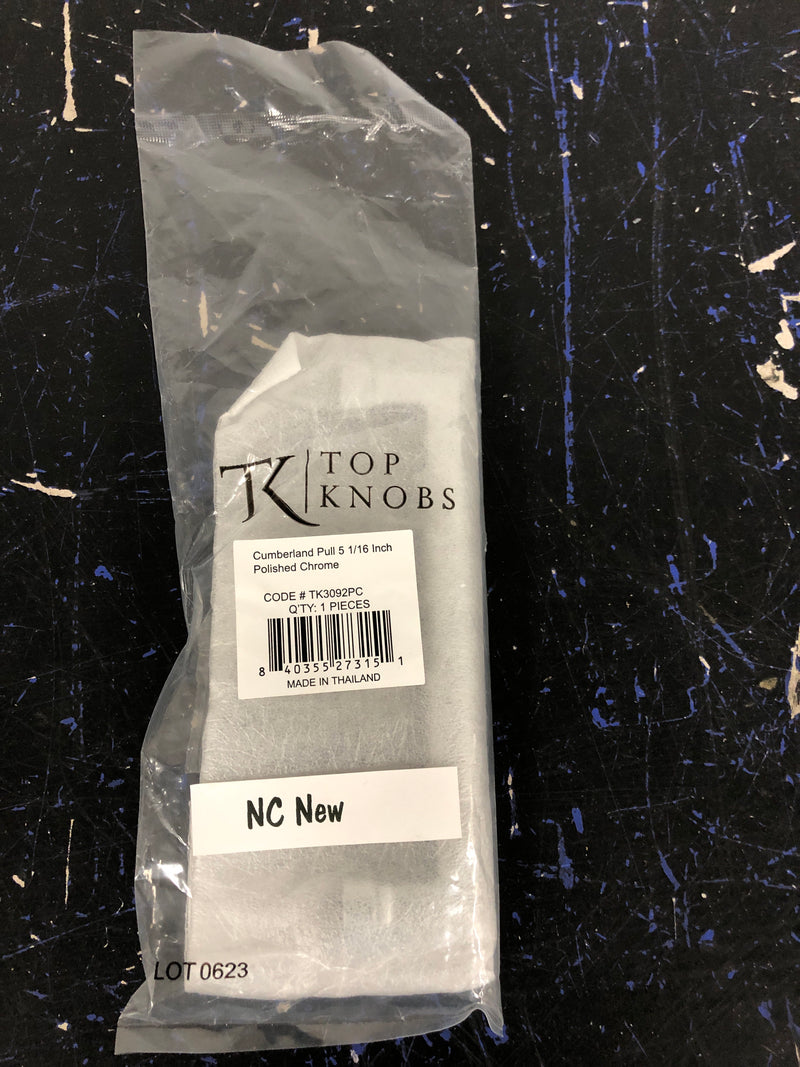 TK TOP
KNOBS
Cumberland Pull 5 1/16 Inch
Polished Chrome
CODE # TK3092PC
Q'TY: 1 PIECES
8 40355 27315 1
MADE IN THAILAND
NC New
LOT 0623